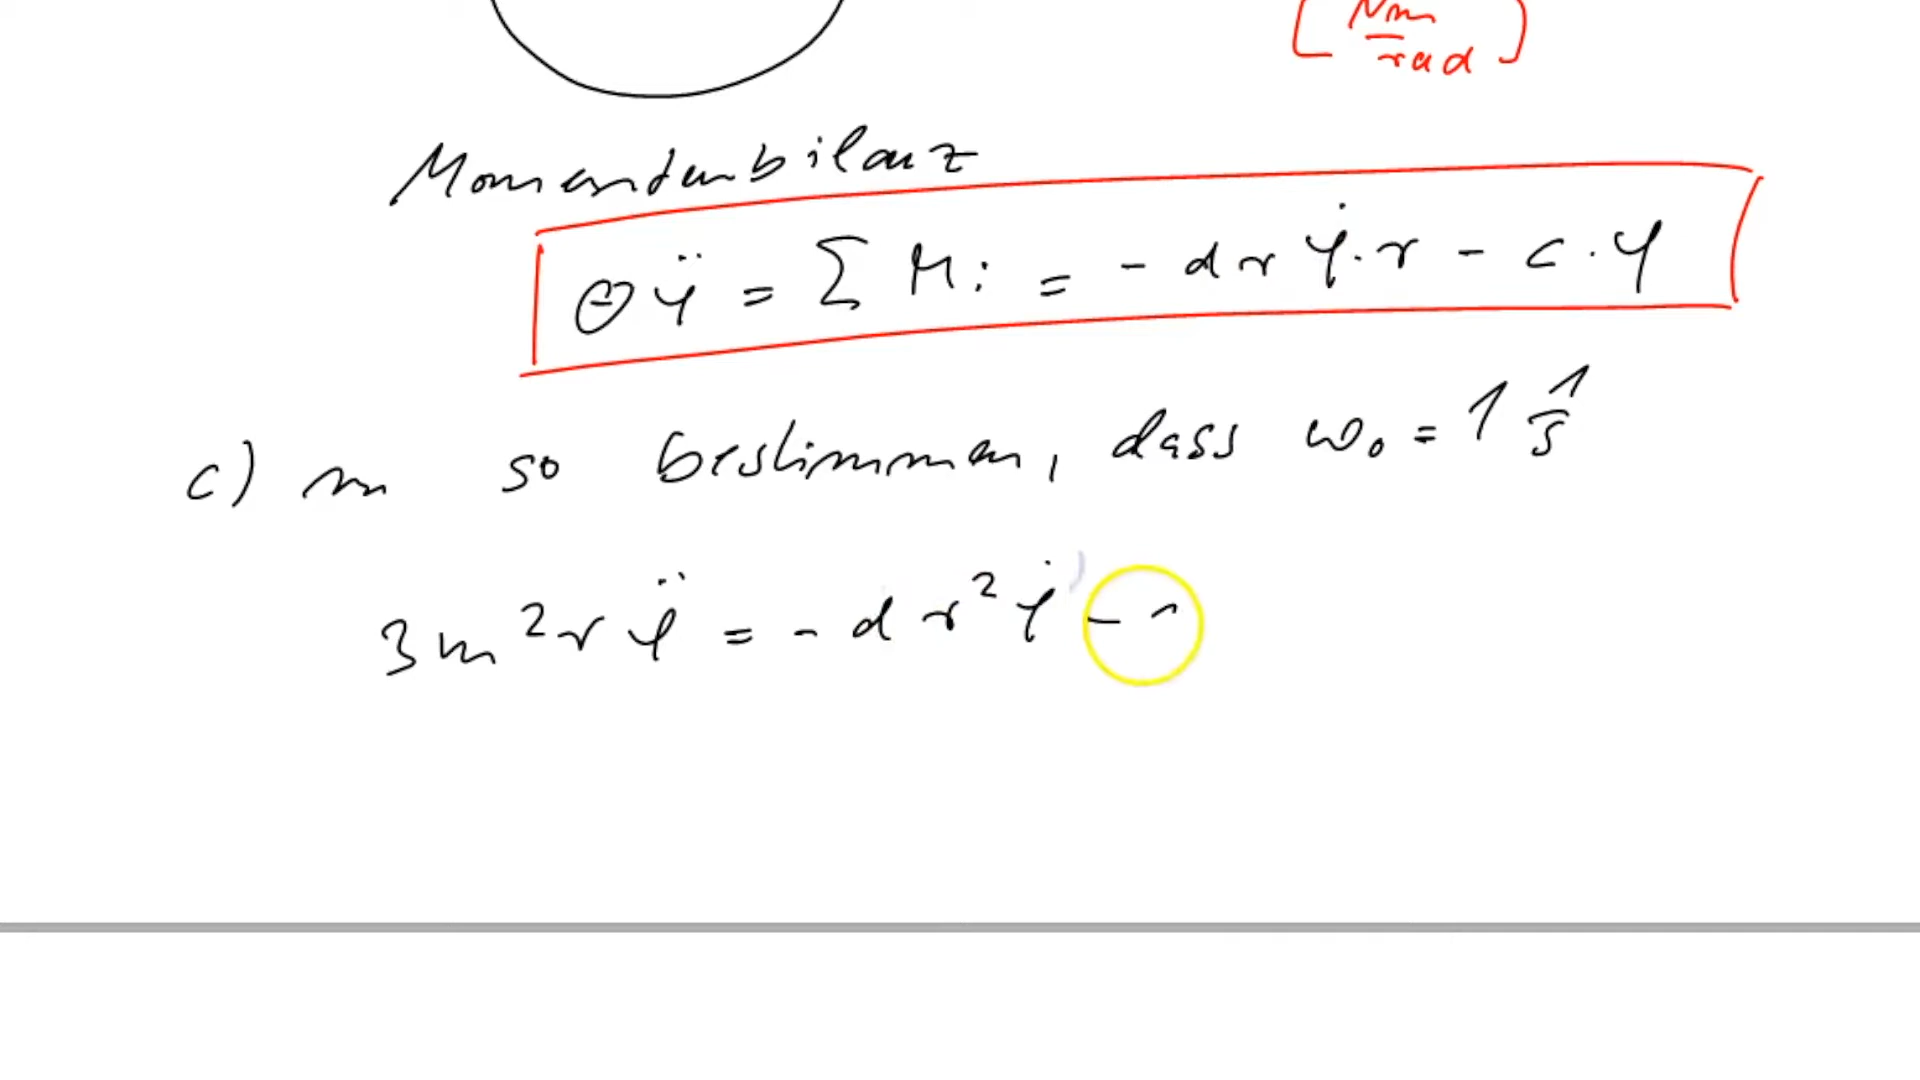 [Nm/rad]
Momentenbilanz
Θφ̈ = Σ Mi = - d r φ̇ · r - c · φ
c) m so bestimmen, dass ω₀ = 1 1/s
3m²r φ̈ = - d r² φ̇ -